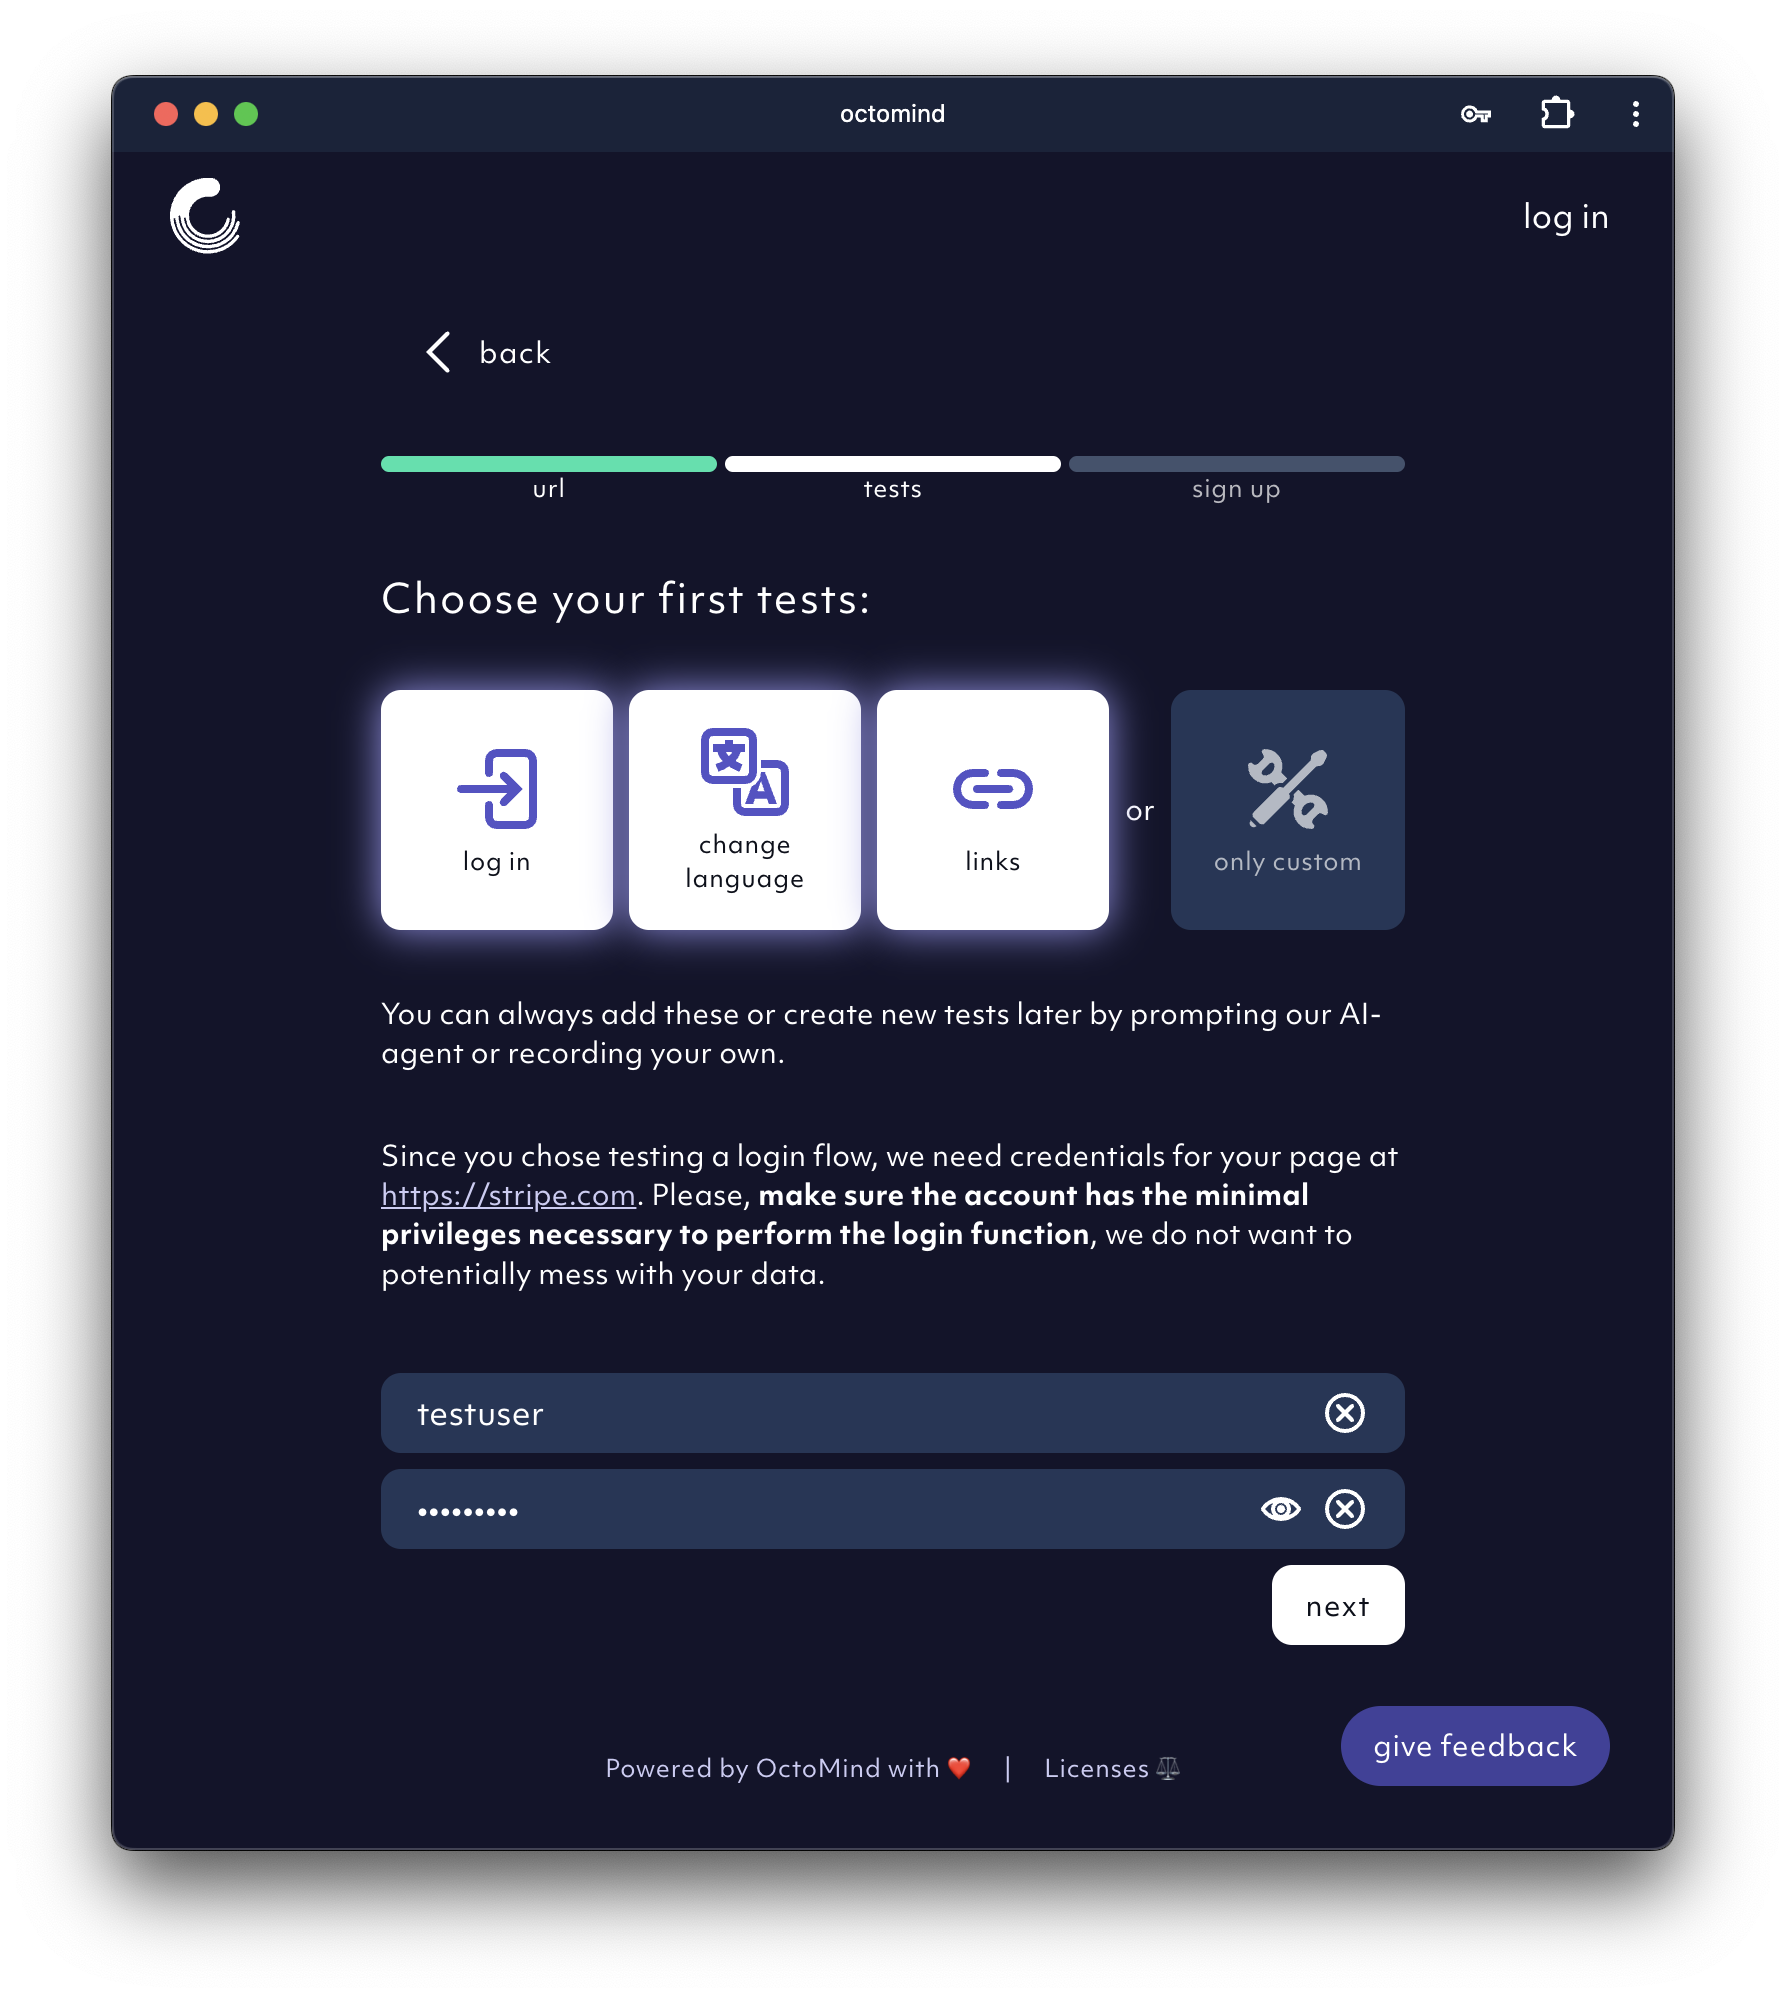 octomind
log in
back
url
tests
sign up
Choose your first tests:
文
A
log in
change
language
links
or
only custom
You can always add these or create new tests later by prompting our AI-
agent or recording your own.
Since you chose testing a login flow, we need credentials for your page at
https://stripe.com. Please, make sure the account has the minimal
privileges necessary to perform the login function, we do not want to
potentially mess with your data.
testuser
•••••••••
next
give feedback
Powered by OctoMind with ❤️ | Licenses ⚖️